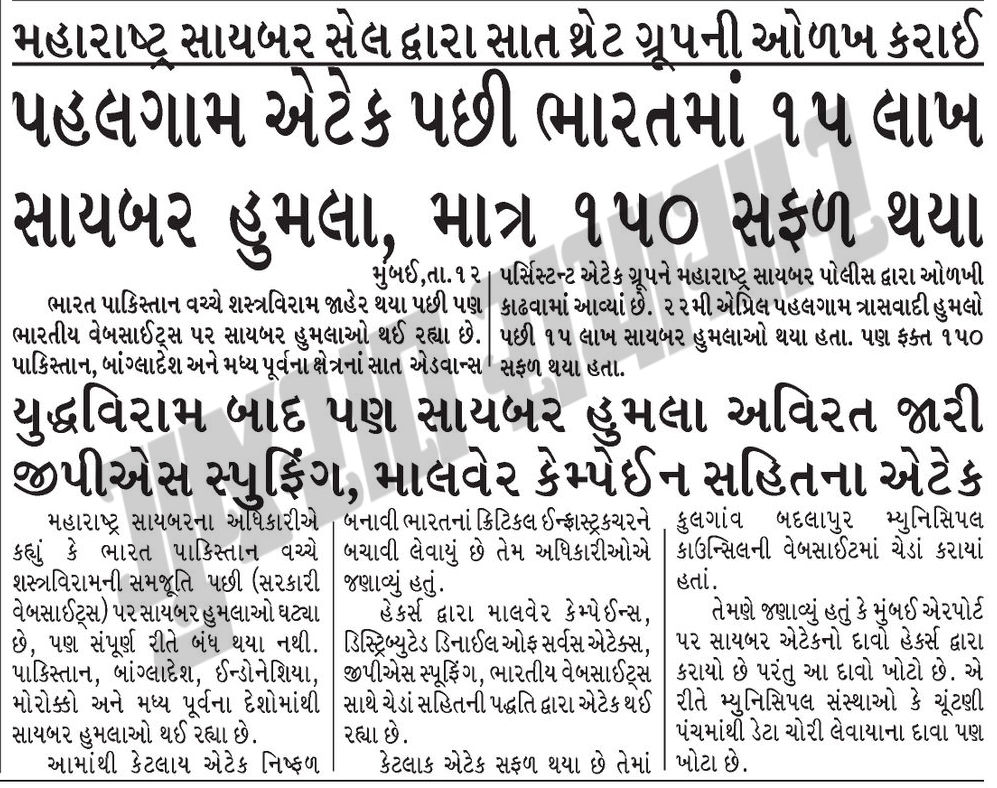 મહારાષ્ટ્ર સાયબર સેલ દ્વારા સાત થ્રેટ ગ્રૂપની ઓળખ કરાઈ
પહલગામ એટેક પછી ભારતમાં ૧૫ લાખ
સાયબર હુમલા, માત્ર ૧૫૦ સફળ થયા
મુંબઈ,તા. ૧૨
ભારત પાકિસ્તાન વચ્ચે શસ્ત્રવિરામ જાહેર થયા પછી પણ
ભારતીય વેબસાઈટ્સ પર સાયબર હુમલાઓ થઈ રહ્યા છે.
પાકિસ્તાન, બાંગ્લાદેશ અને મધ્ય પૂર્વના ક્ષેત્રનાં સાત એડવાન્સ
પર્સિસ્ટન્ટ એટેક ગ્રૂપને મહારાષ્ટ્ર સાયબર પોલીસ દ્વારા ઓળખી
કાઢવામાં આવ્યાં છે. ૨૨મી એપ્રિલ પહલગામ ત્રાસવાદી હુમલો
પછી ૧૫ લાખ સાયબર હુમલાઓ થયા હતા. પણ ફક્ત ૧૫૦
સફળ થયા હતા.
યુદ્ધવિરામ બાદ પણ સાયબર હુમલા અવિરત જારી
જીપીએસ સ્પુફિંગ, માલવેર કેમ્પેઈન સહિતના એટેક
મહારાષ્ટ્ર સાયબરના અધિકારીએ
કહ્યું કે ભારત પાકિસ્તાન વચ્ચે
શસ્ત્રવિરામની સમજૂતિ પછી (સરકારી
વેબસાઈટ્સ) પર સાયબર હુમલાઓ ઘટ્યા
છે, પણ સંપૂર્ણ રીતે બંધ થયા નથી.
પાકિસ્તાન, બાંગ્લાદેશ, ઈન્ડોનેશિયા,
મોરોક્કો અને મધ્ય પૂર્વના દેશોમાંથી
સાયબર હુમલાઓ થઈ રહ્યા છે.
આમાંથી કેટલાય એટેક નિષ્ફળ
બનાવી ભારતનાં ક્રિટિકલ ઈન્ફ્રાસ્ટ્રકચરને
બચાવી લેવાયું છે તેમ અધિકારીઓએ
જણાવ્યું હતું.
હેકર્સ દ્વારા માલવેર કેમ્પેઈન્સ,
ડિસ્ટ્રિબ્યુટેડ ડિનાઈલ ઓફ સર્વસ એટેક્સ,
જીપીએસ સ્પૂફિંગ, ભારતીય વેબસાઈટ્સ
સાથે ચેડાં સહિતની પદ્ધતિ દ્વારા એટેક થઈ
રહ્યા છે.
કેટલાક એટેક સફળ થયા છે તેમાં
કુલગાંવ બદલાપુર મ્યુનિસિપલ
કાઉન્સિલની વેબસાઈટમાં ચેડાં કરાયાં
હતાં.
તેમણે જણાવ્યું હતું કે મુંબઈ એરપોર્ટ
પર સાયબર એટેકનો દાવો હેકર્સ દ્વારા
કરાયો છે પરંતુ આ દાવો ખોટો છે. એ
રીતે મ્યુનિસિપલ સંસ્થાઓ કે ચૂંટણી
પંચમાંથી ડેટા ચોરી લેવાયાના દાવા પણ
ખોટા છે.
ગુજરાત સમાચાર